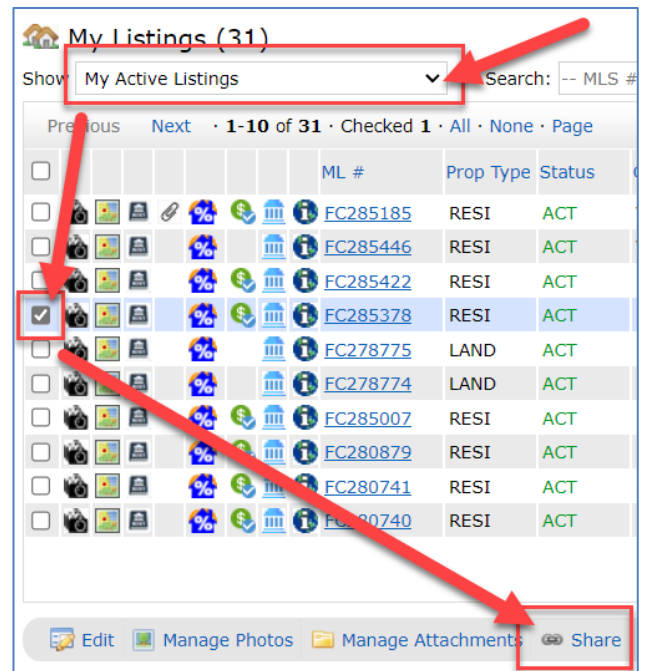 My Listings (31)
Show My Active Listings Search: -- MLS #
Previous Next · 1-10 of 31 · Checked 1 · All · None · Page
ML # Prop Type Status
FC285185 RESI ACT
FC285446 RESI ACT
FC285422 RESI ACT
FC285378 RESI ACT
FC278775 LAND ACT
FC278774 LAND ACT
FC285007 RESI ACT
FC280879 RESI ACT
FC280741 RESI ACT
FC280740 RESI ACT
Edit Manage Photos Manage Attachments Share